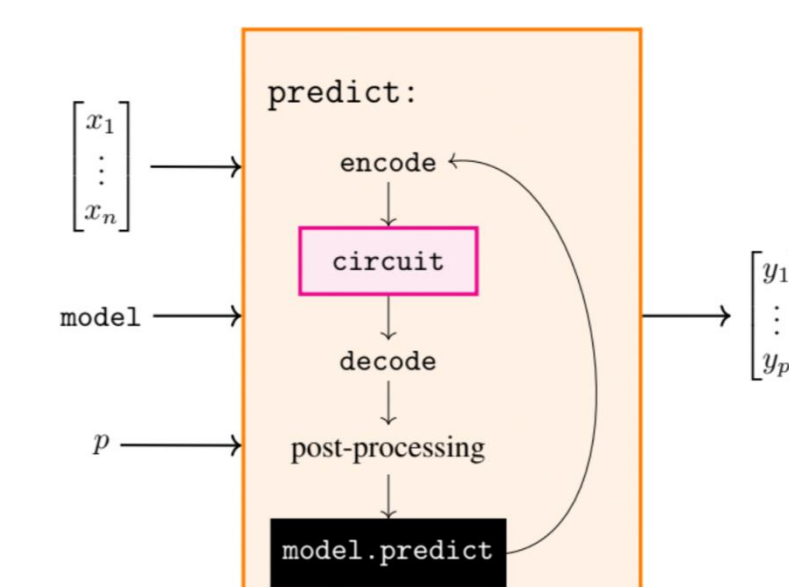 predict:
x₁
⋮
xₙ
encode
circuit
model
decode
y₁
⋮
yₚ
p
post-processing
model.predict